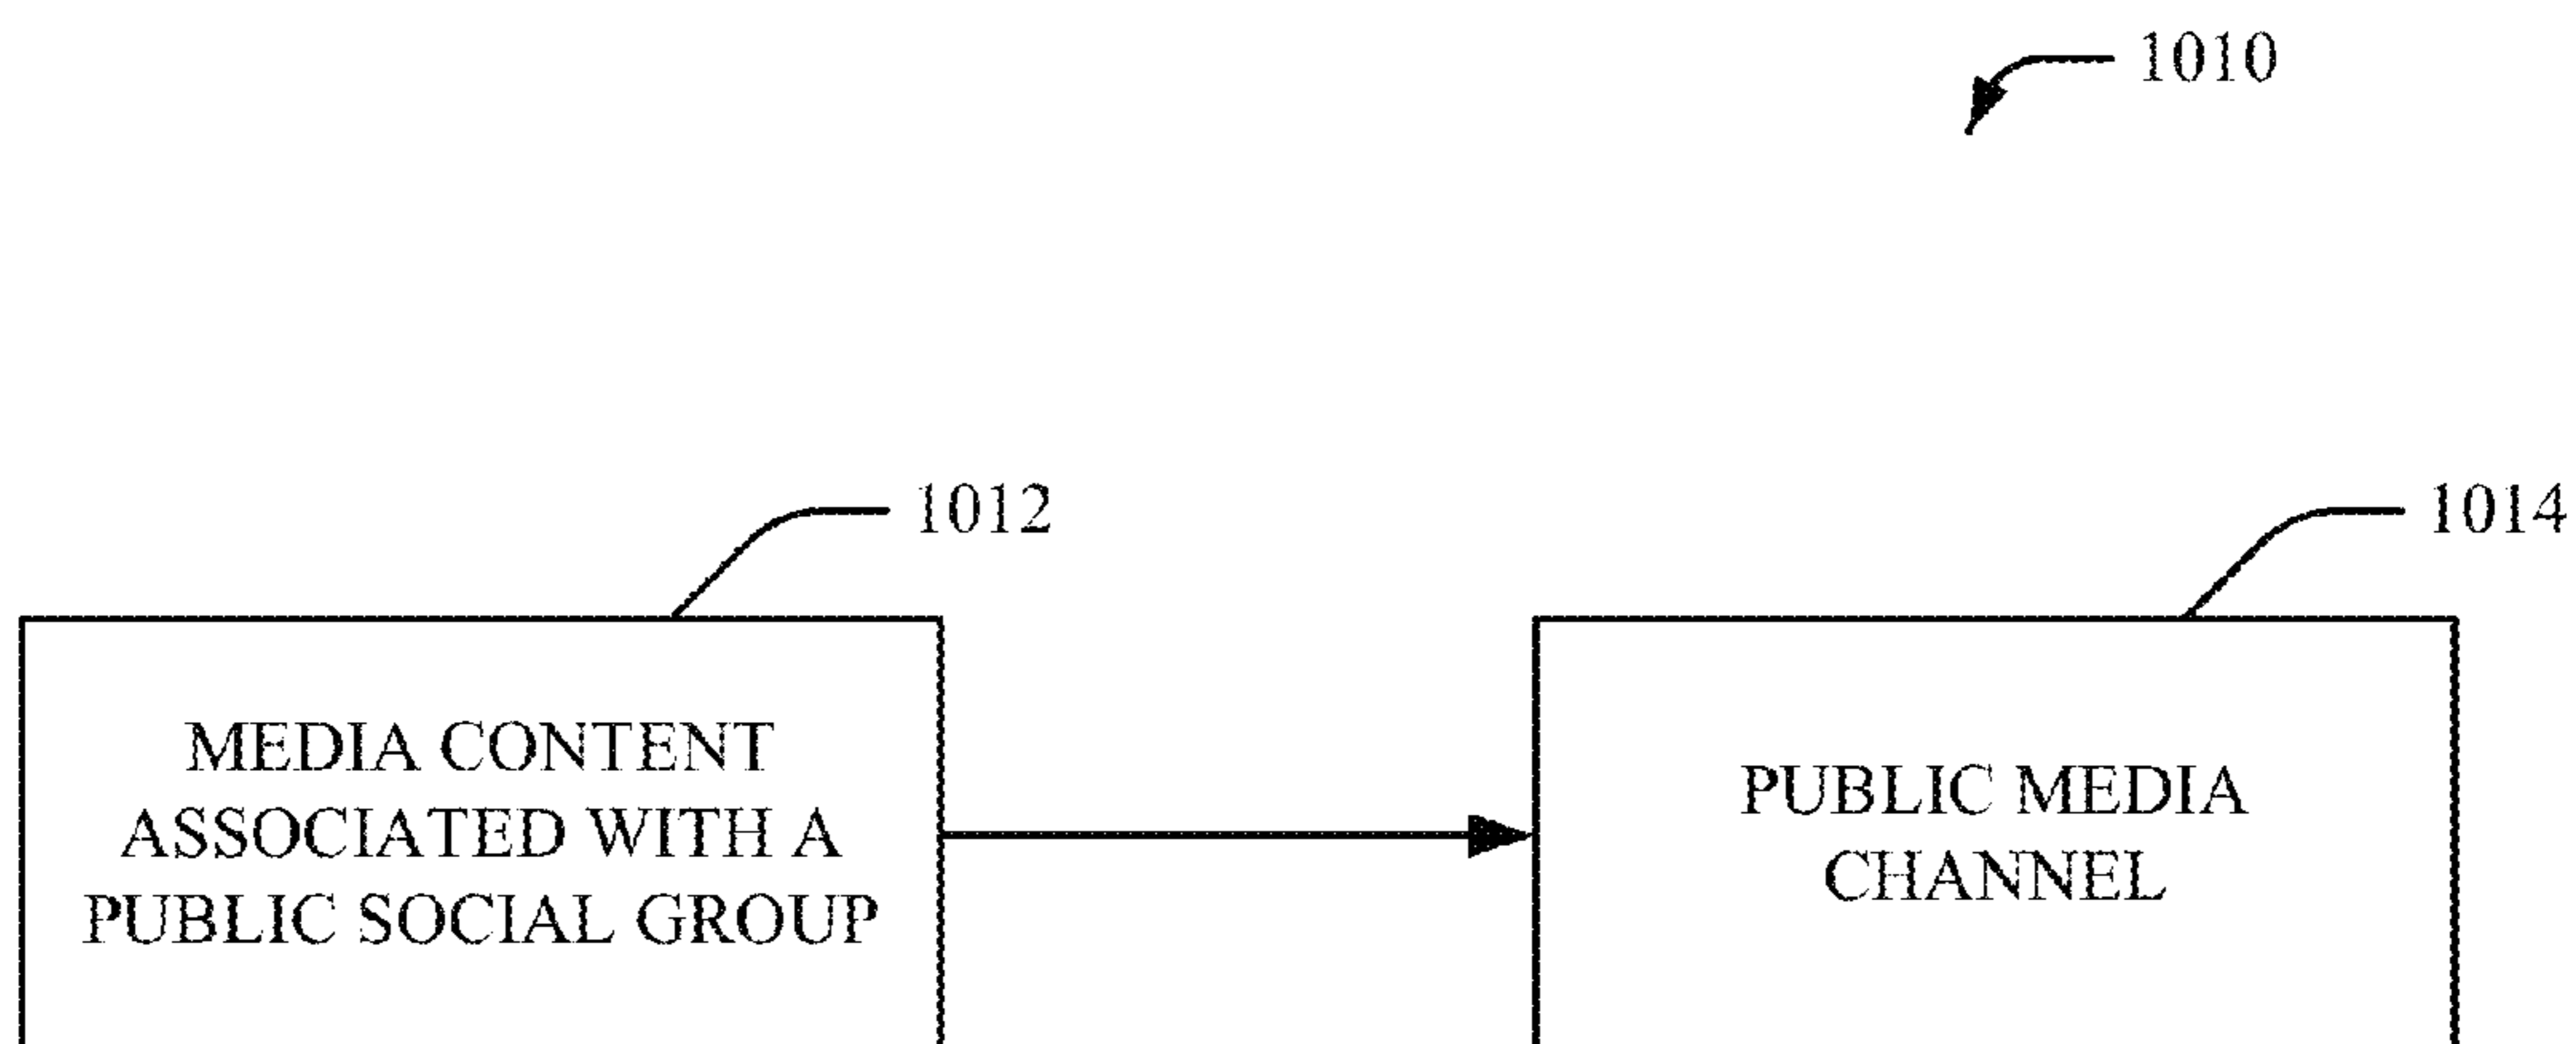 1010
1012
1014
MEDIA CONTENT
ASSOCIATED WITH A
PUBLIC SOCIAL GROUP
PUBLIC MEDIA
CHANNEL